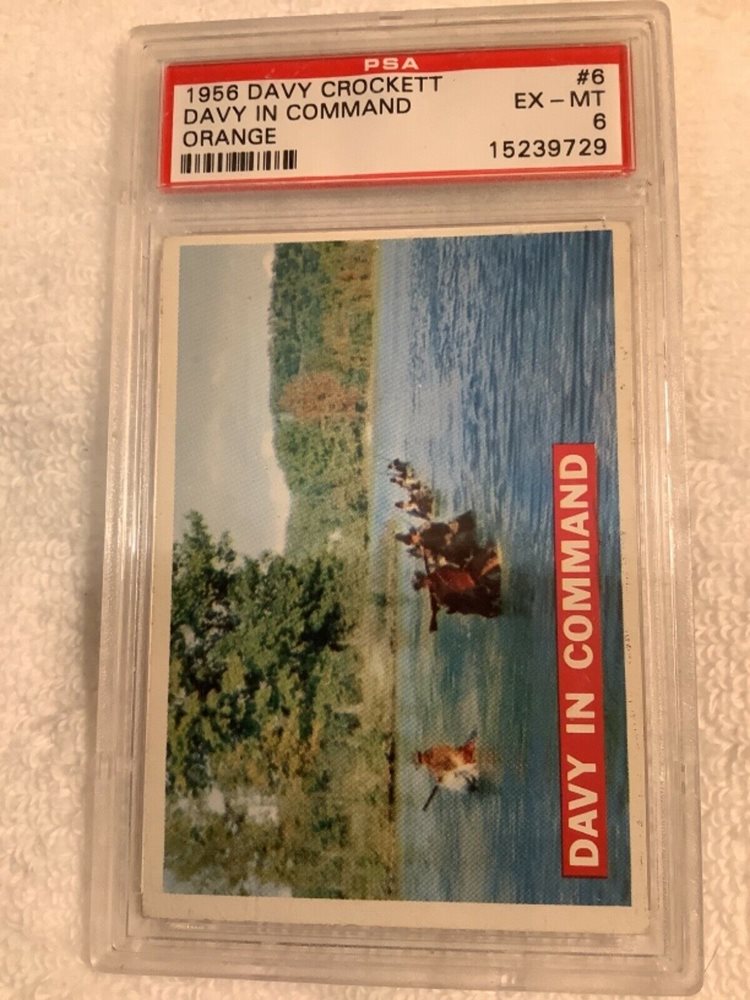 PSA
1956 DAVY CROCKETT #6
DAVY IN COMMAND EX - MT
ORANGE 6
15239729
DAVY IN COMMAND